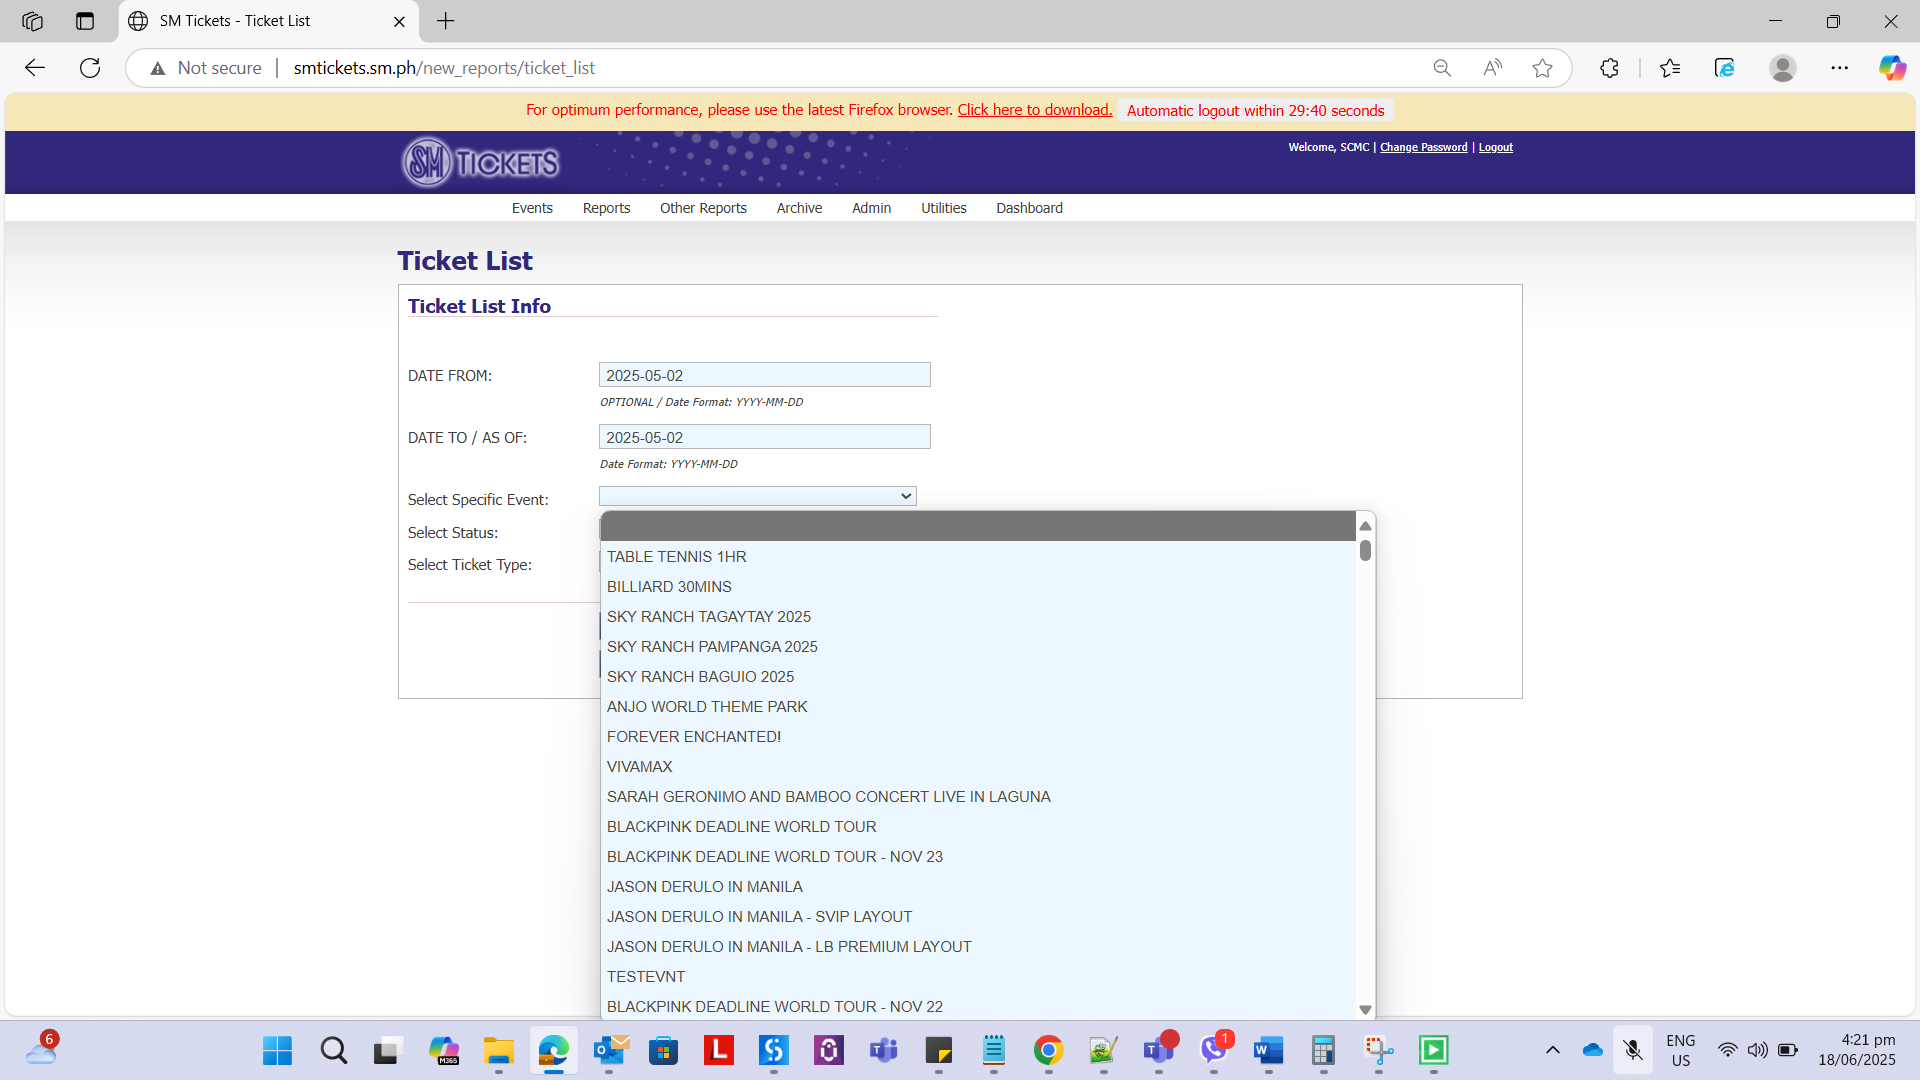 SM Tickets - Ticket List
Not secure
smtickets.sm.ph/new_reports/ticket_list
For optimum performance, please use the latest Firefox browser. Click here to download. Automatic logout within 29:40 seconds
SM TICKETS
Welcome, SCMC | Change Password | Logout
Events Reports Other Reports Archive Admin Utilities Dashboard
Ticket List
Ticket List Info
DATE FROM: 2025-05-02
OPTIONAL / Date Format: YYYY-MM-DD
DATE TO / AS OF: 2025-05-02
Date Format: YYYY-MM-DD
Select Specific Event:
Select Status:
Select Ticket Type:
TABLE TENNIS 1HR
BILLIARD 30MINS
SKY RANCH TAGAYTAY 2025
SKY RANCH PAMPANGA 2025
SKY RANCH BAGUIO 2025
ANJO WORLD THEME PARK
FOREVER ENCHANTED!
VIVAMAX
SARAH GERONIMO AND BAMBOO CONCERT LIVE IN LAGUNA
BLACKPINK DEADLINE WORLD TOUR
BLACKPINK DEADLINE WORLD TOUR - NOV 23
JASON DERULO IN MANILA
JASON DERULO IN MANILA - SVIP LAYOUT
JASON DERULO IN MANILA - LB PREMIUM LAYOUT
TESTEVNT
BLACKPINK DEADLINE WORLD TOUR - NOV 22
6
M365
L
1
W
ENG
US
4:21 pm
18/06/2025